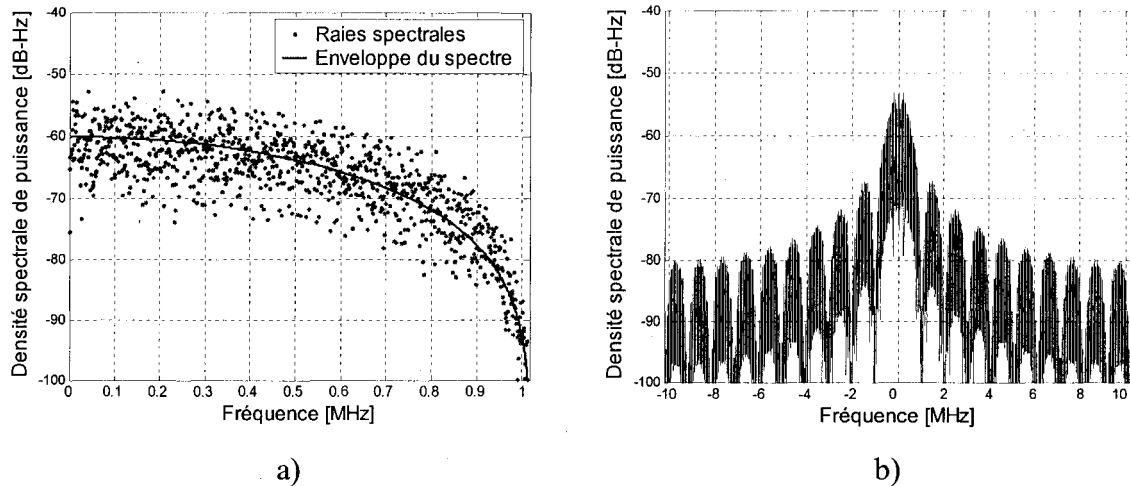 Densité spectrale de puissance [dB-Hz]
-40
-50
-60
-70
-80
-90
-100
• Raies spectrales
— Enveloppe du spectre
0 0.1 0.2 0.3 0.4 0.5 0.6 0.7 0.8 0.9 1
Fréquence [MHz]
a)
Densité spectrale de puissance [dB-Hz]
-40
-50
-60
-70
-80
-90
-100
-10 -8 -6 -4 -2 0 2 4 6 8 10
Fréquence [MHz]
b)